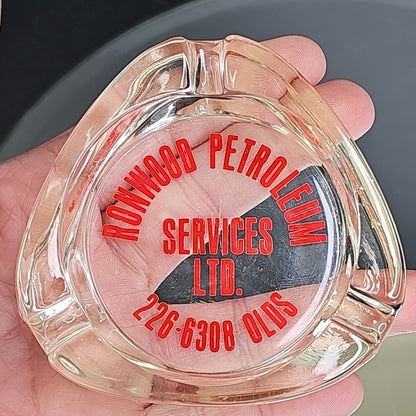 RONWOOD PETROLEUM
SERVICES
LTD.
226-6308 OLDS